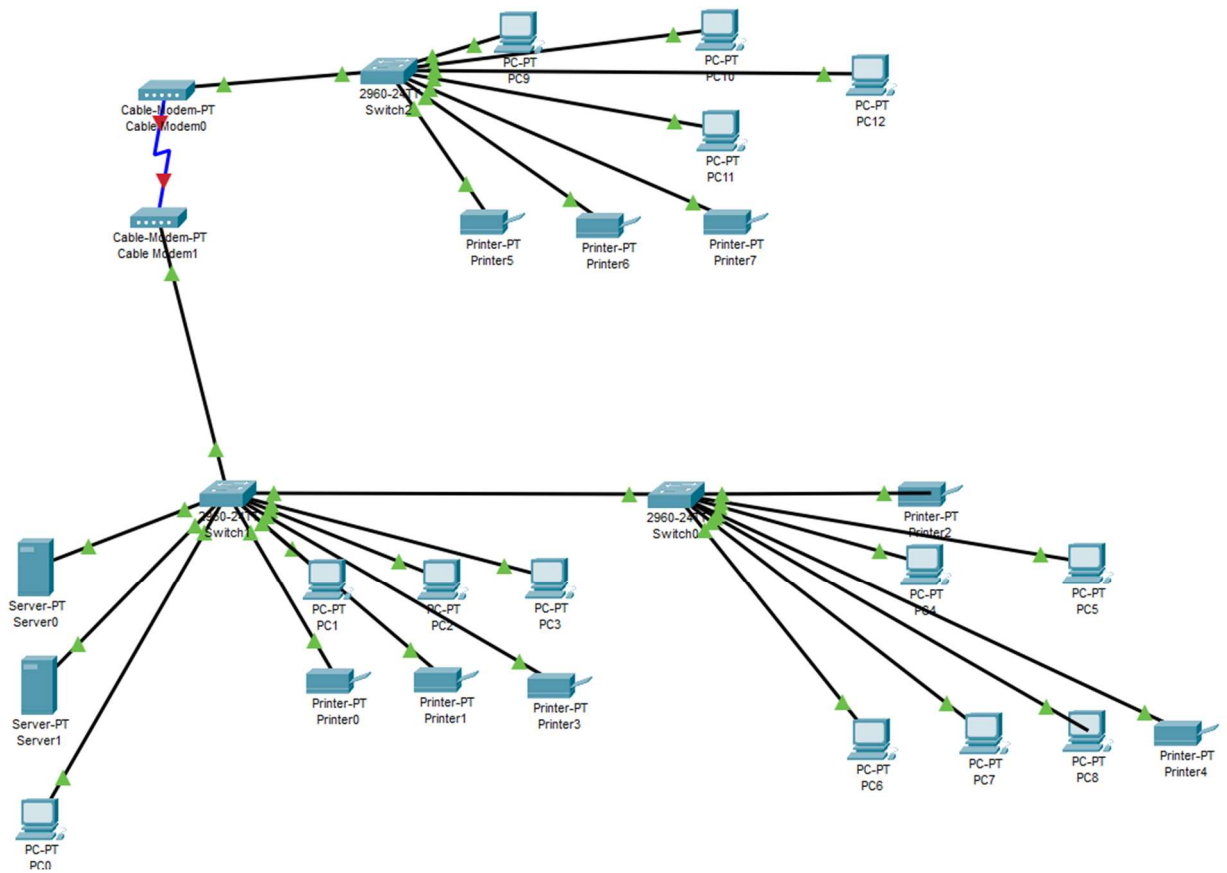 PC-PT
PC9
PC-PT
PC10
PC-PT
PC12
PC-PT
PC11
Switch2
Cable-Modem-PT
Cable Modem0
Cable-Modem-PT
Cable Modem1
Printer-PT
Printer5
Printer-PT
Printer6
Printer-PT
Printer7
Switch1
Switch0
Printer-PT
Printer2
Server-PT
Server0
PC-PT
PC1
PC-PT
PC2
PC-PT
PC3
PC-PT
PC4
PC-PT
PC5
Server-PT
Server1
Printer-PT
Printer0
Printer-PT
Printer1
Printer-PT
Printer3
PC-PT
PC6
PC-PT
PC7
PC-PT
PC8
Printer-PT
Printer4
PC-PT
PC0